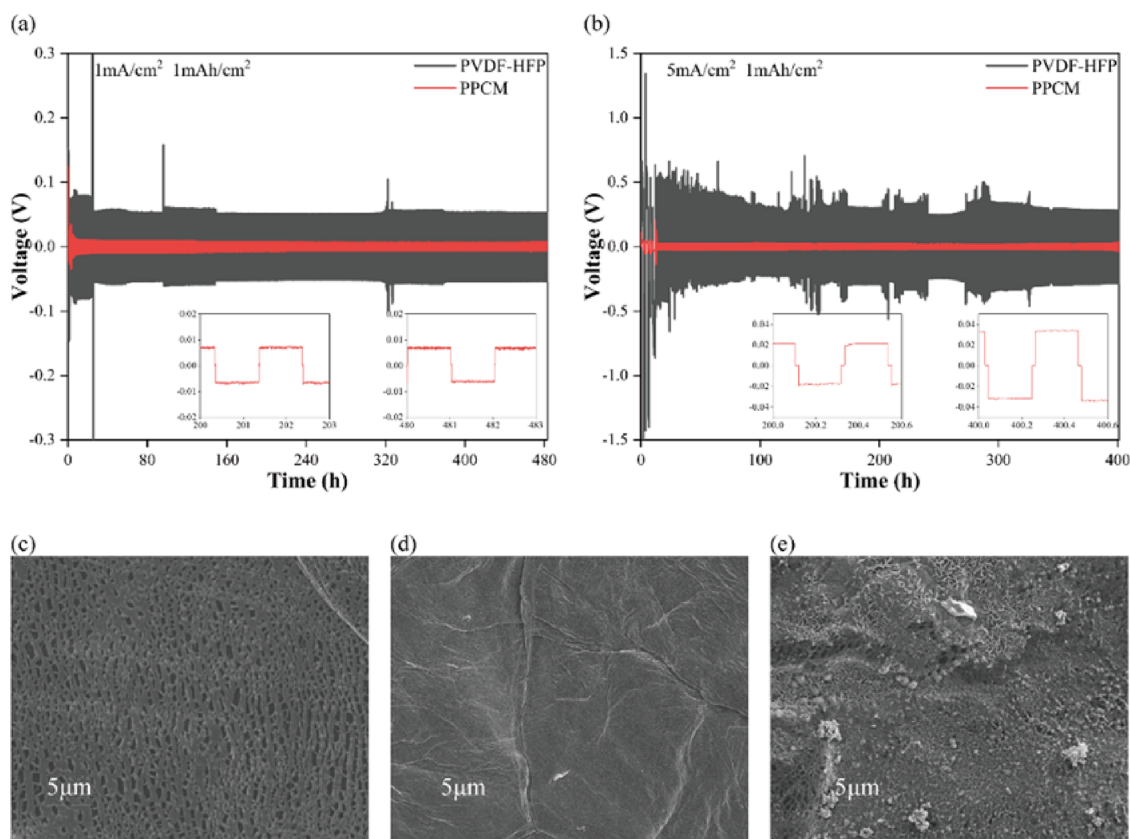 (a)
1mA/cm² 1mAh/cm²
PVDF-HFP
PPCM
Voltage (V)
0.3
0.2
0.1
0.0
-0.1
-0.2
-0.3
0 80 160 240 320 400 480
Time (h)
0.02
0.01
0.00
-0.01
-0.02
200 201 202 203
0.02
0.01
0.00
-0.01
-0.02
480 481 482 483
(b)
5mA/cm² 1mAh/cm²
PVDF-HFP
PPCM
Voltage (V)
1.5
1.0
0.5
0.0
-0.5
-1.0
-1.5
0 100 200 300 400
Time (h)
0.04
0.02
0.00
-0.02
-0.04
200.0 200.2 200.4 200.6
0.04
0.02
0.00
-0.02
-0.04
400.0 400.2 400.4 400.6
(c)
5μm
(d)
5μm
(e)
5μm